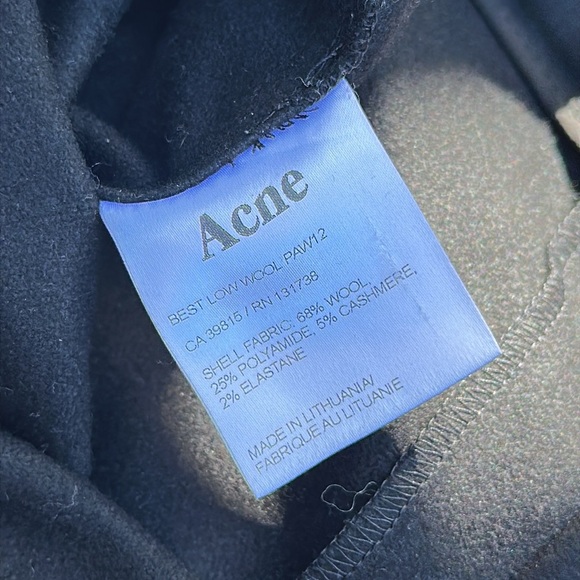 Acne
BEST LOW WOOL PAW12
CA 39815 / RN 131738
SHELL FABRIC: 68% WOOL,
25% POLYAMIDE, 5% CASHMERE,
2% ELASTANE
MADE IN LITHUANIA/
FABRIQUE AU LITUANIE